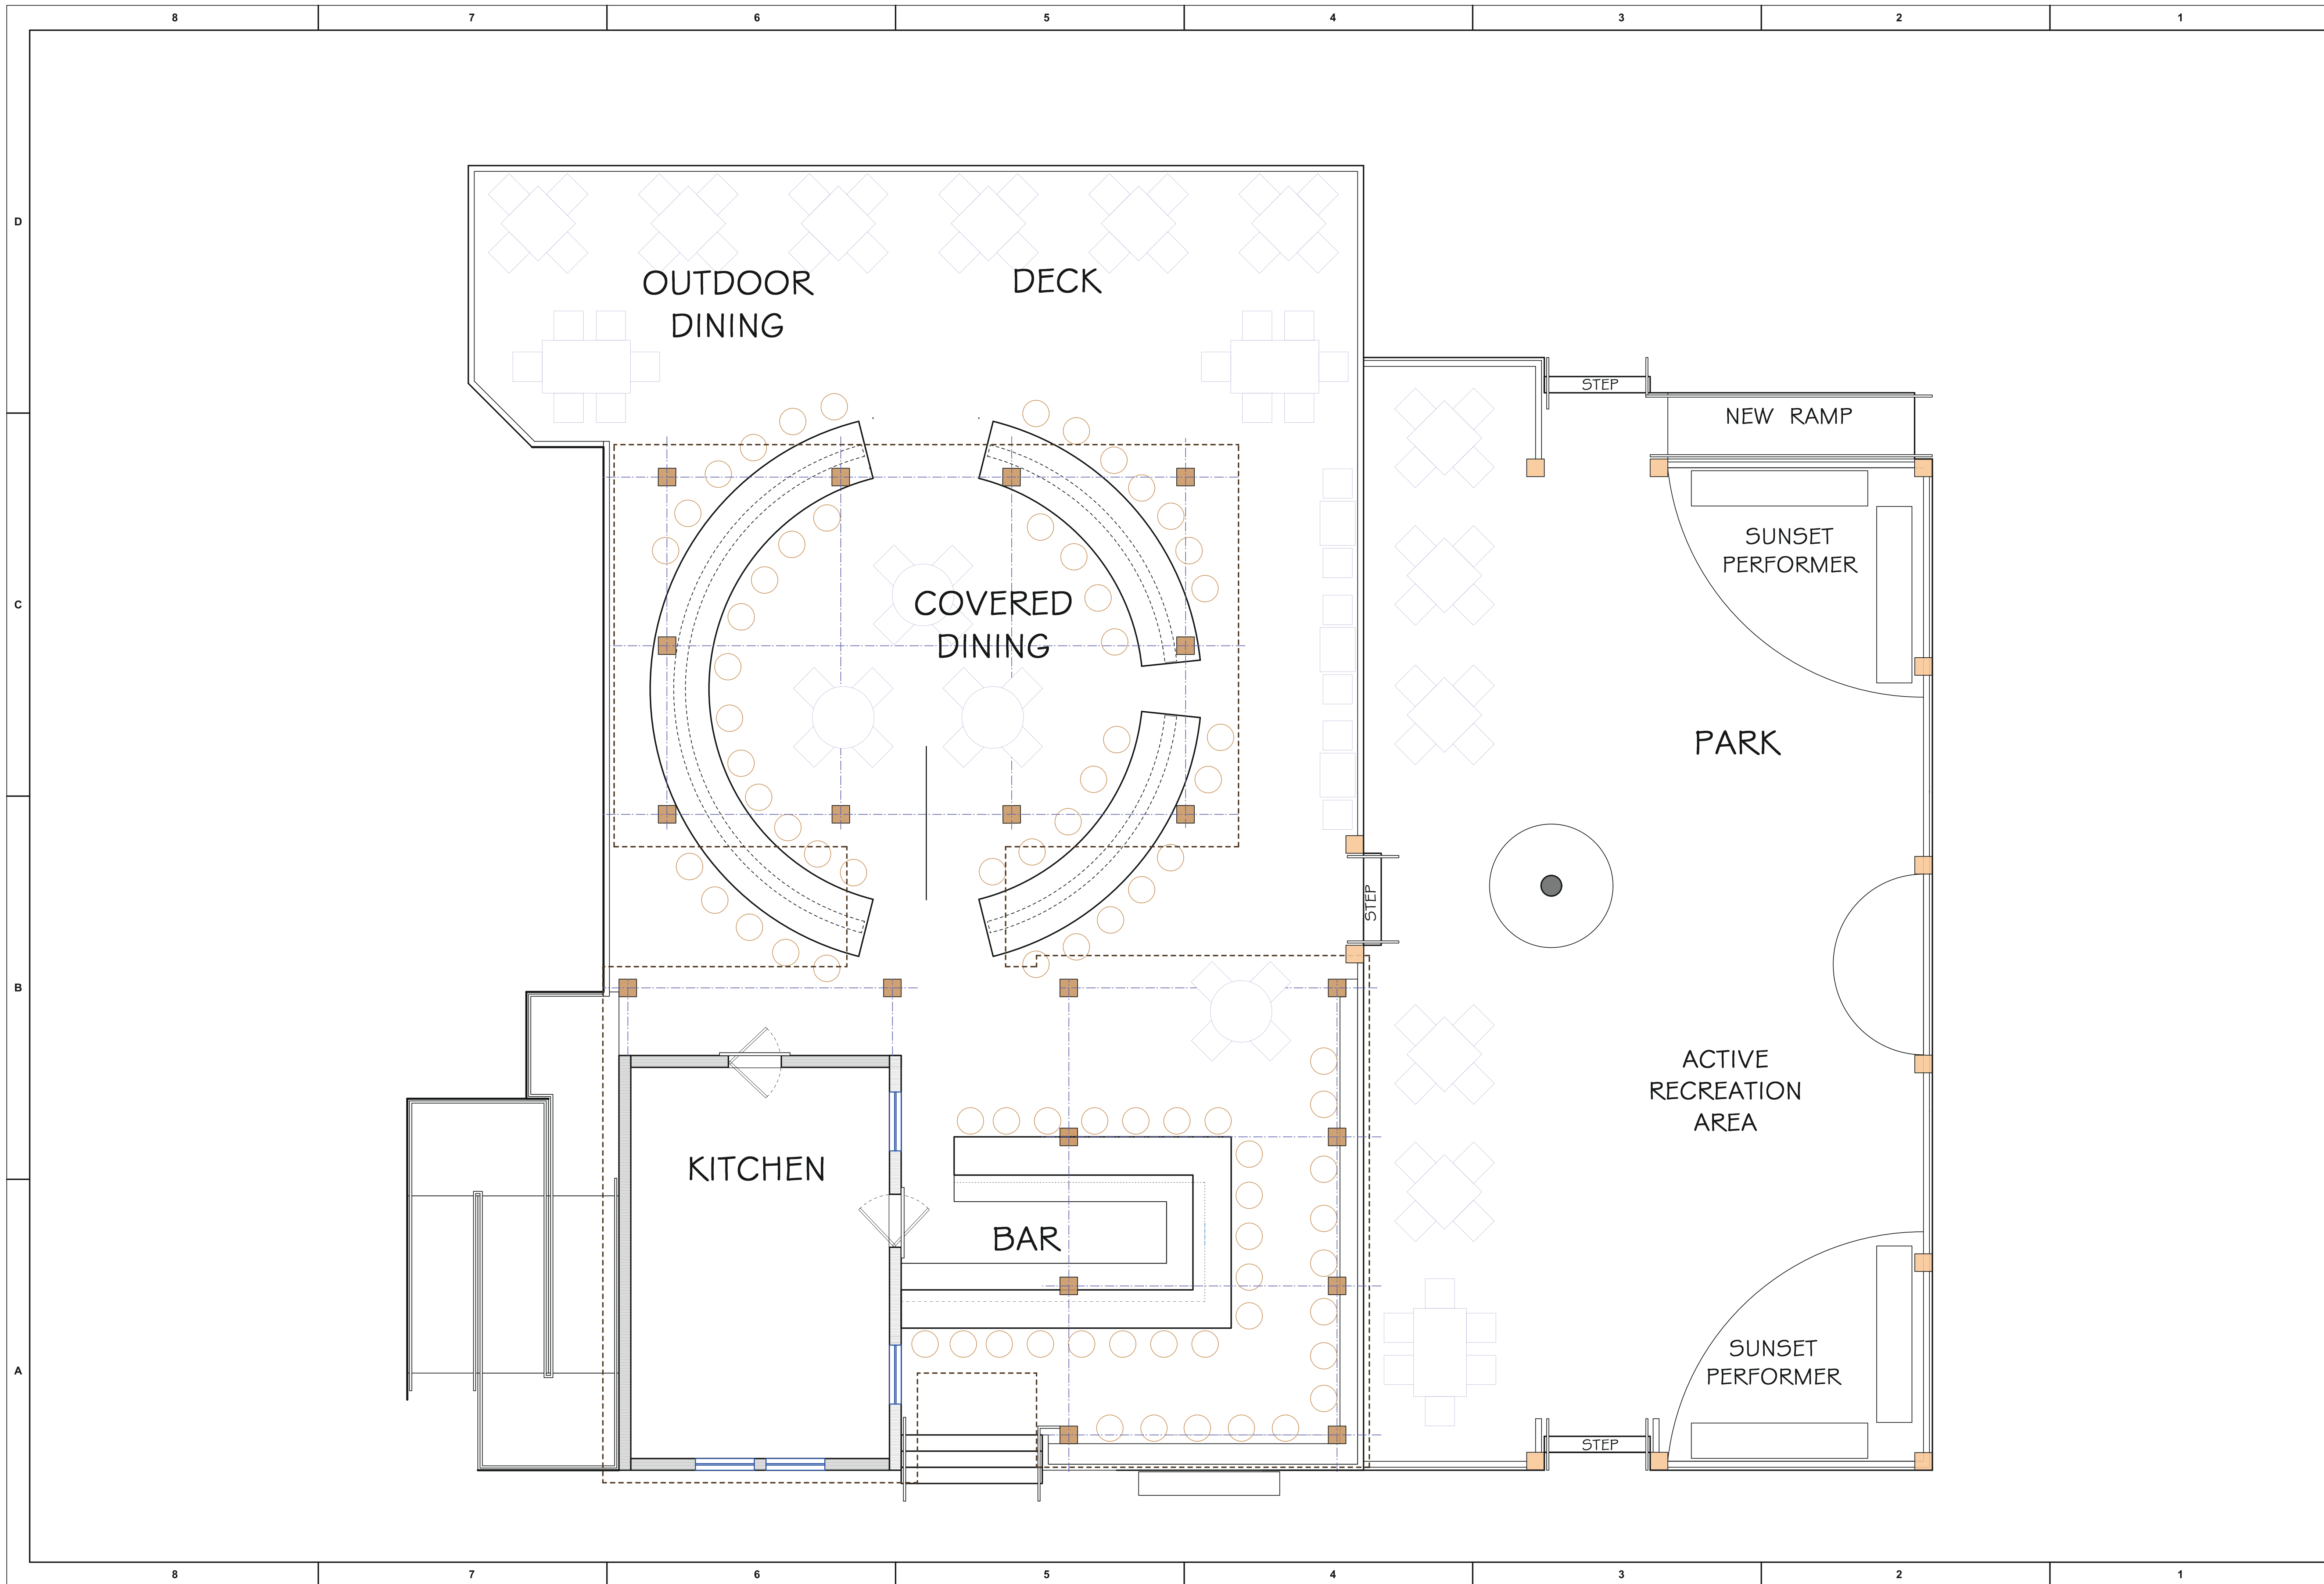 8 7 6 5 4 3 2 1
D
OUTDOOR
DINING
DECK
STEP
NEW RAMP
SUNSET
PERFORMER
C
COVERED
DINING
PARK
STEP
B
ACTIVE
RECREATION
AREA
KITCHEN
BAR
A
SUNSET
PERFORMER
STEP
8 7 6 5 4 3 2 1